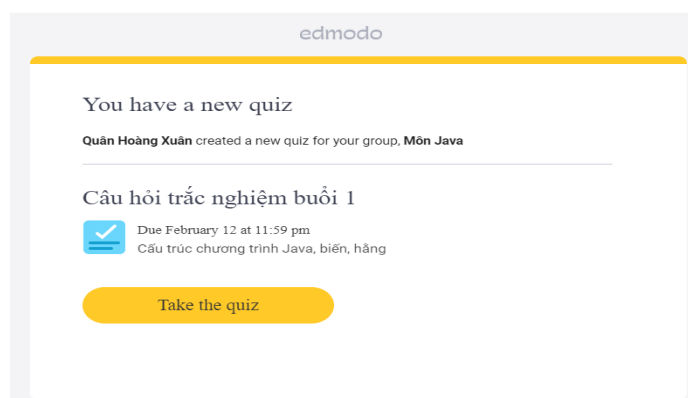 edmodo
You have a new quiz
Quân Hoàng Xuân created a new quiz for your group, Môn Java
Câu hỏi trắc nghiệm buổi 1
Due February 12 at 11:59 pm
Cấu trúc chương trình Java, biến, hằng
Take the quiz